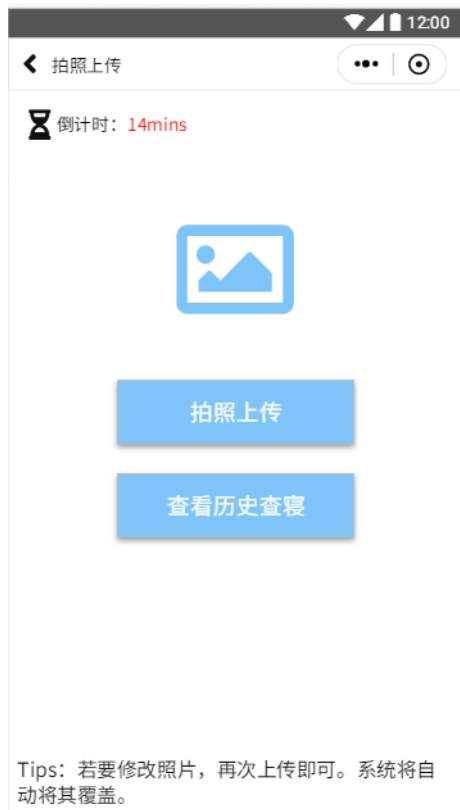 12:00
拍照上传
倒计时：14mins
拍照上传
查看历史查寝
Tips：若要修改照片，再次上传即可。系统将自
动将其覆盖。